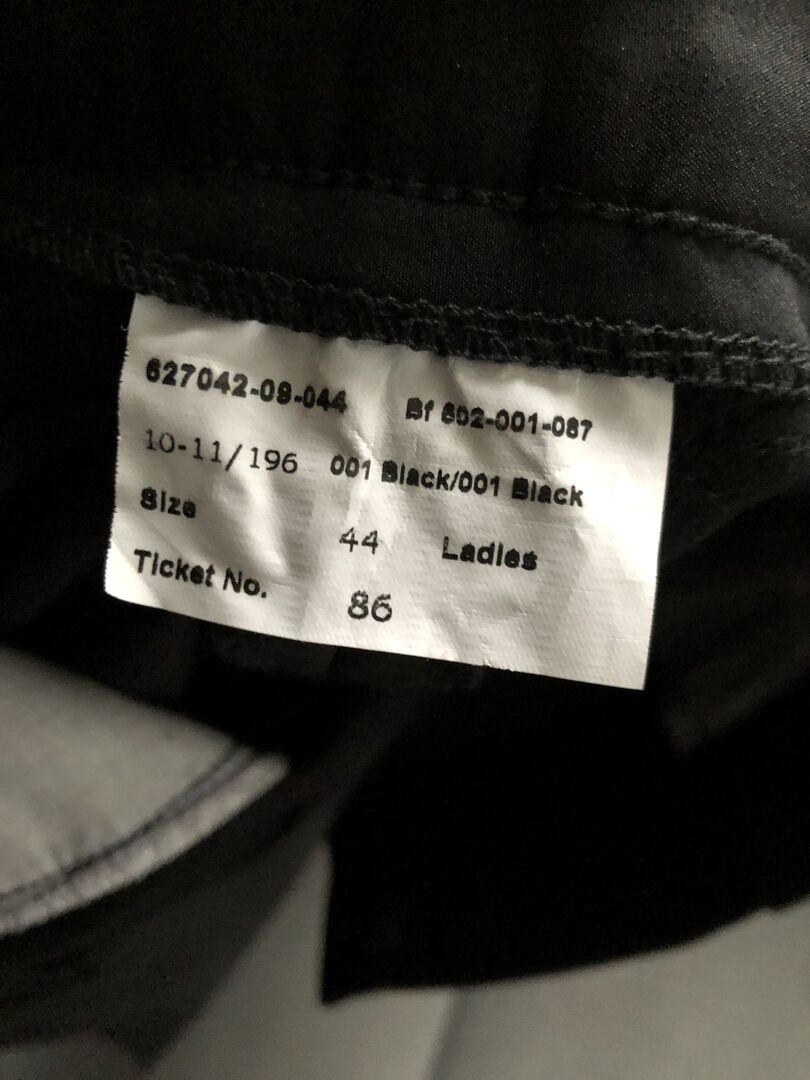 627042-09-044 Bf 602-001-087
10-11/196 001 Black/001 Black
Size 44 Ladies
Ticket No. 86